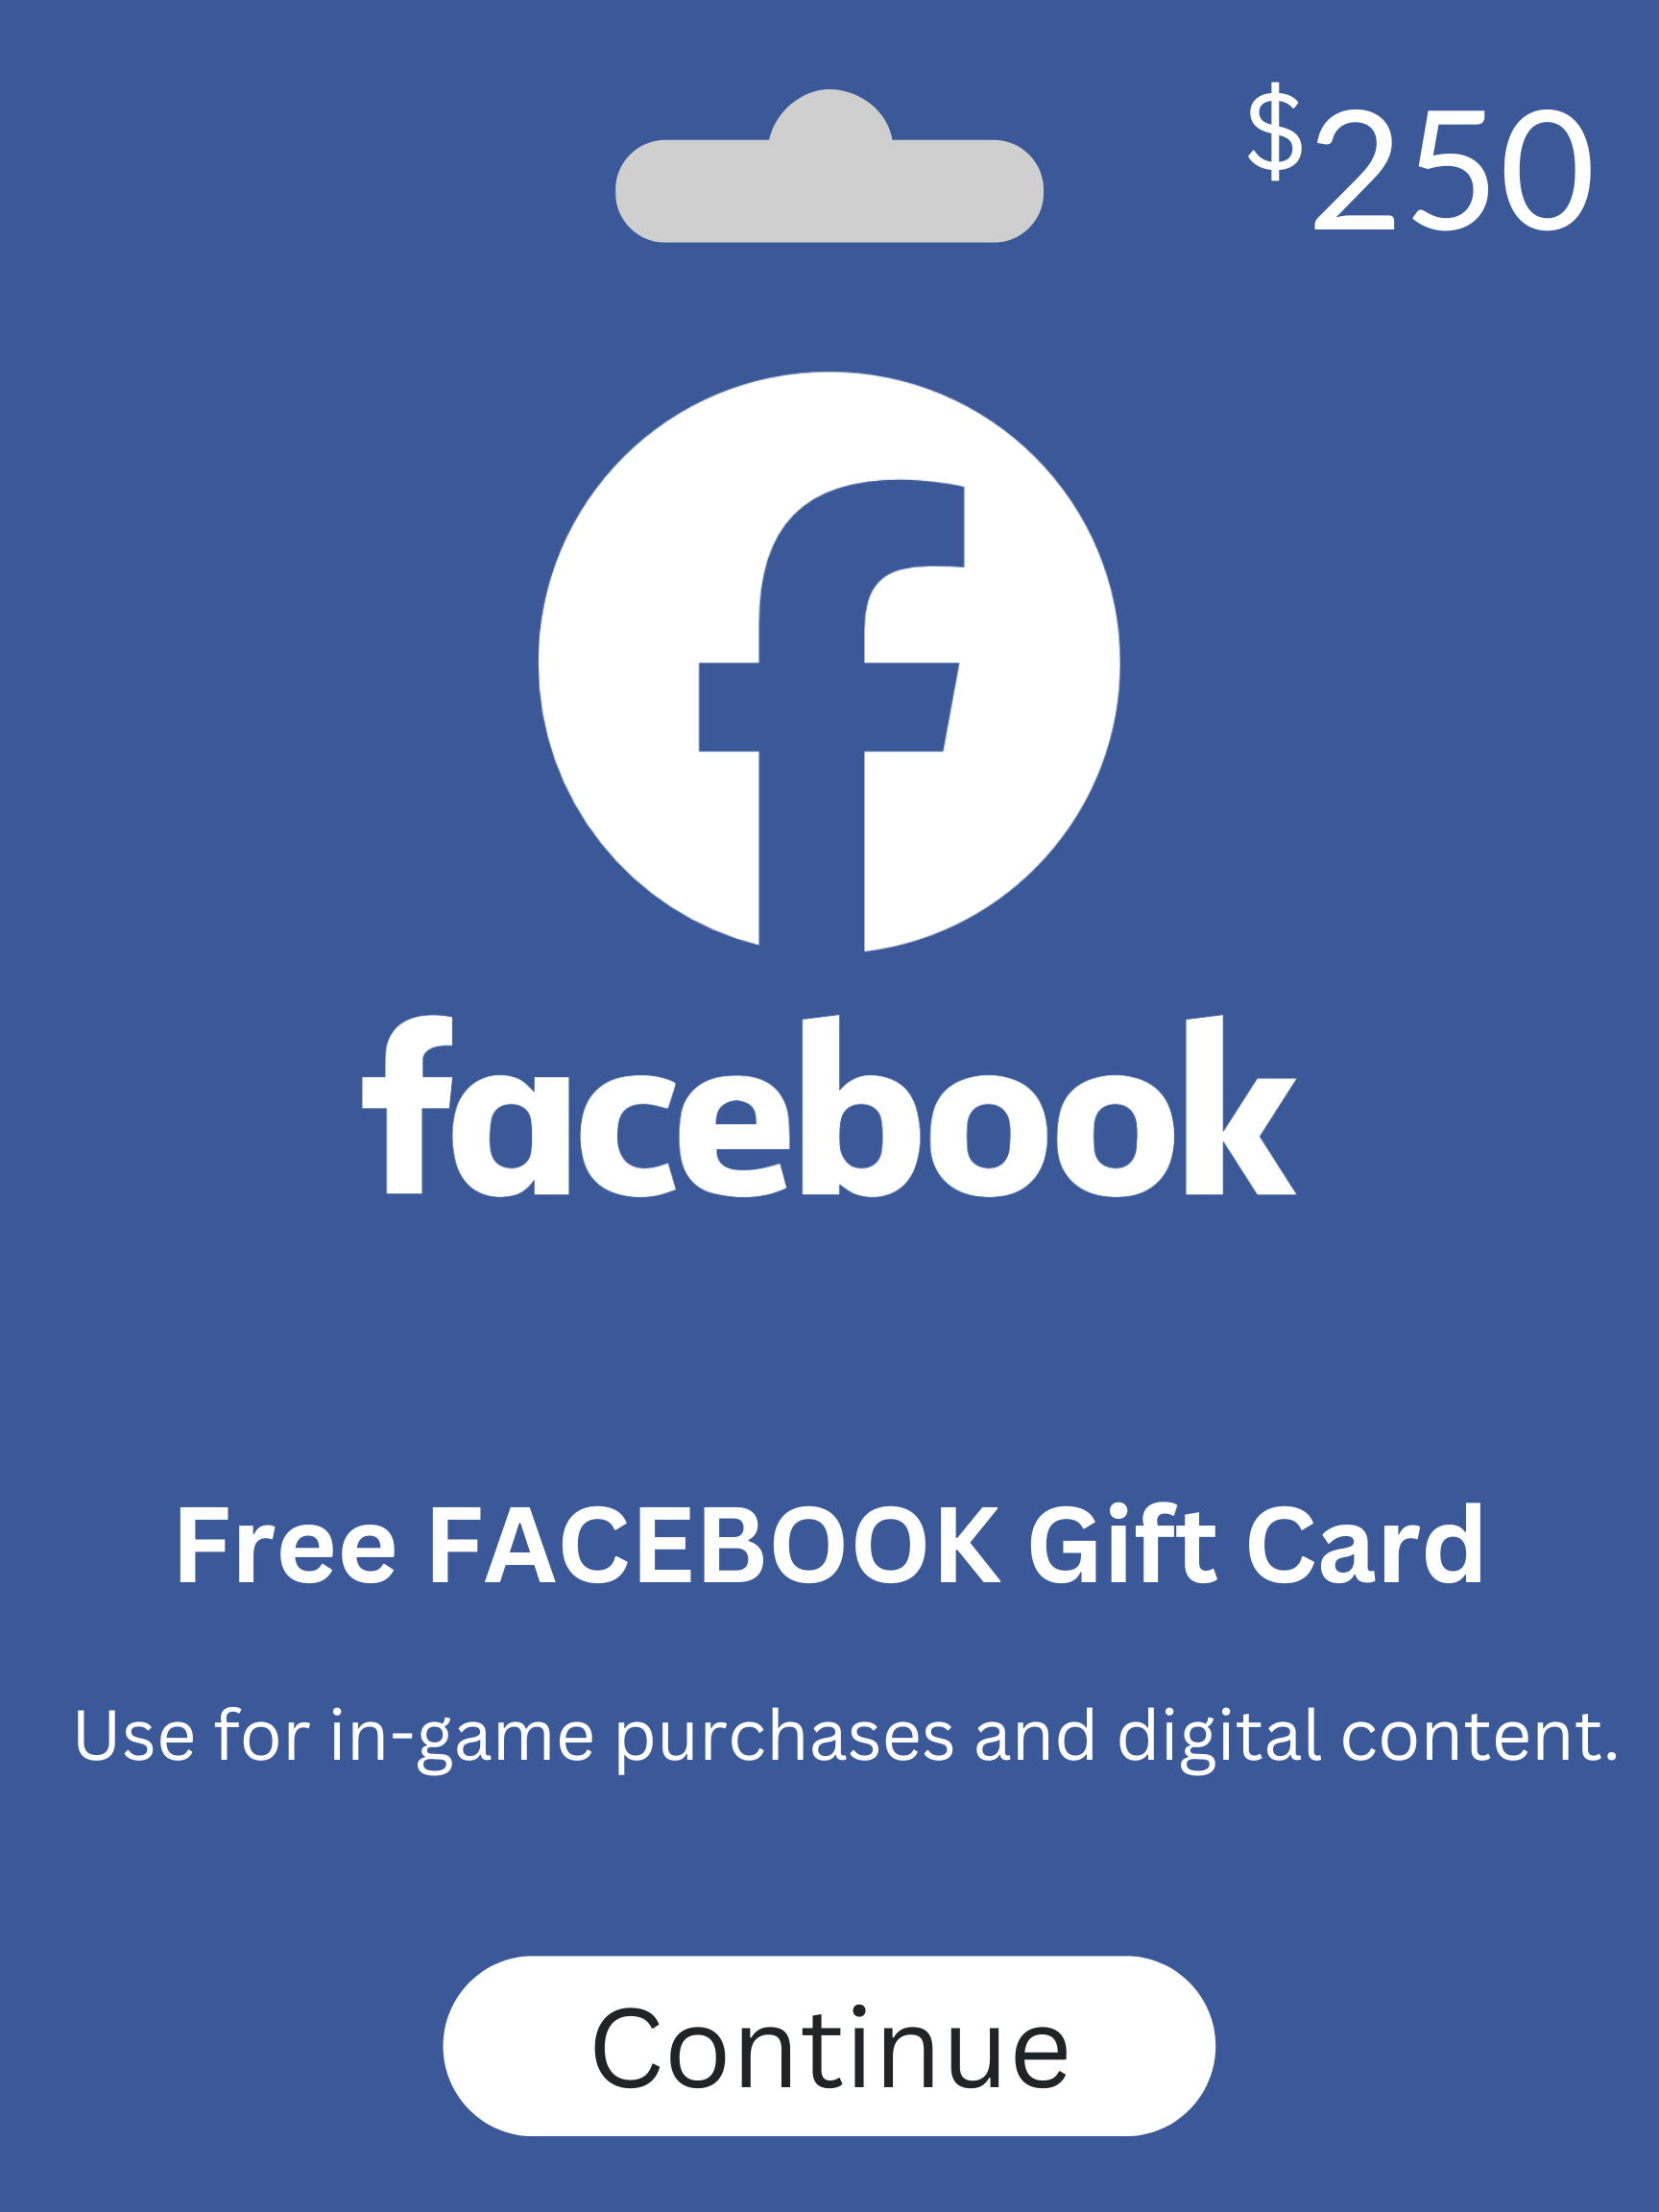 $250
facebook
Free FACEBOOK Gift Card
Use for in-game purchases and digital content.
Continue